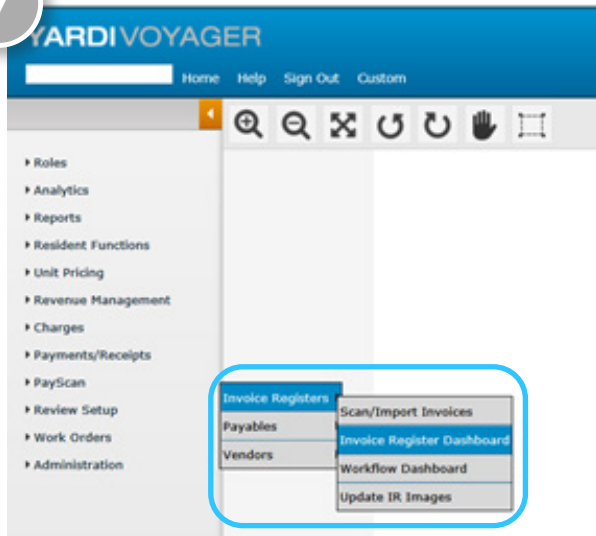 YARDI VOYAGER
Home Help Sign Out Custom
Roles
Analytics
Reports
Resident Functions
Unit Pricing
Revenue Management
Charges
Payments/Receipts
PayScan
Review Setup
Work Orders
Administration
Invoice Registers
Payables
Vendors
Scan/Import Invoices
Invoice Register Dashboard
Workflow Dashboard
Update IR Images